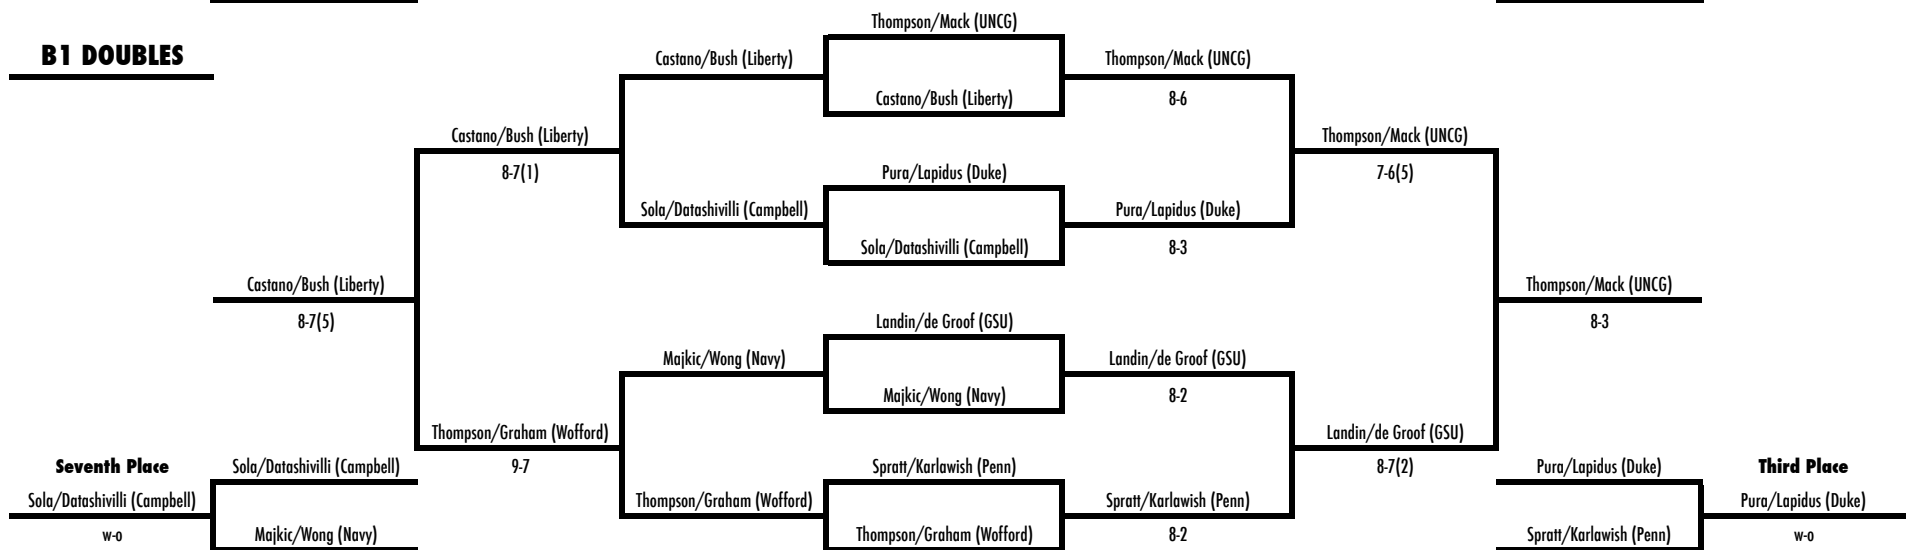 Thompson/Mack (UNCG)
B1 DOUBLES
Castano/Bush (Liberty)
Thompson/Mack (UNCG)
Castano/Bush (Liberty)
8-6
Castano/Bush (Liberty)
Thompson/Mack (UNCG)
8-7(1)
Pura/Lapidus (Duke)
7-6(5)
Sola/Datashivilli (Campbell)
Pura/Lapidus (Duke)
Sola/Datashivilli (Campbell)
8-3
Castano/Bush (Liberty)
Thompson/Mack (UNCG)
8-7(5)
Landin/de Groof (GSU)
8-3
Majkic/Wong (Navy)
Landin/de Groof (GSU)
Majkic/Wong (Navy)
8-2
Thompson/Graham (Wofford)
Landin/de Groof (GSU)
Seventh Place
Sola/Datashivilli (Campbell)
9-7
Spratt/Karlawish (Penn)
8-7(2)
Pura/Lapidus (Duke)
Third Place
Sola/Datashivilli (Campbell)
Thompson/Graham (Wofford)
Spratt/Karlawish (Penn)
Pura/Lapidus (Duke)
w-o
Majkic/Wong (Navy)
Thompson/Graham (Wofford)
8-2
Spratt/Karlawish (Penn)
w-o